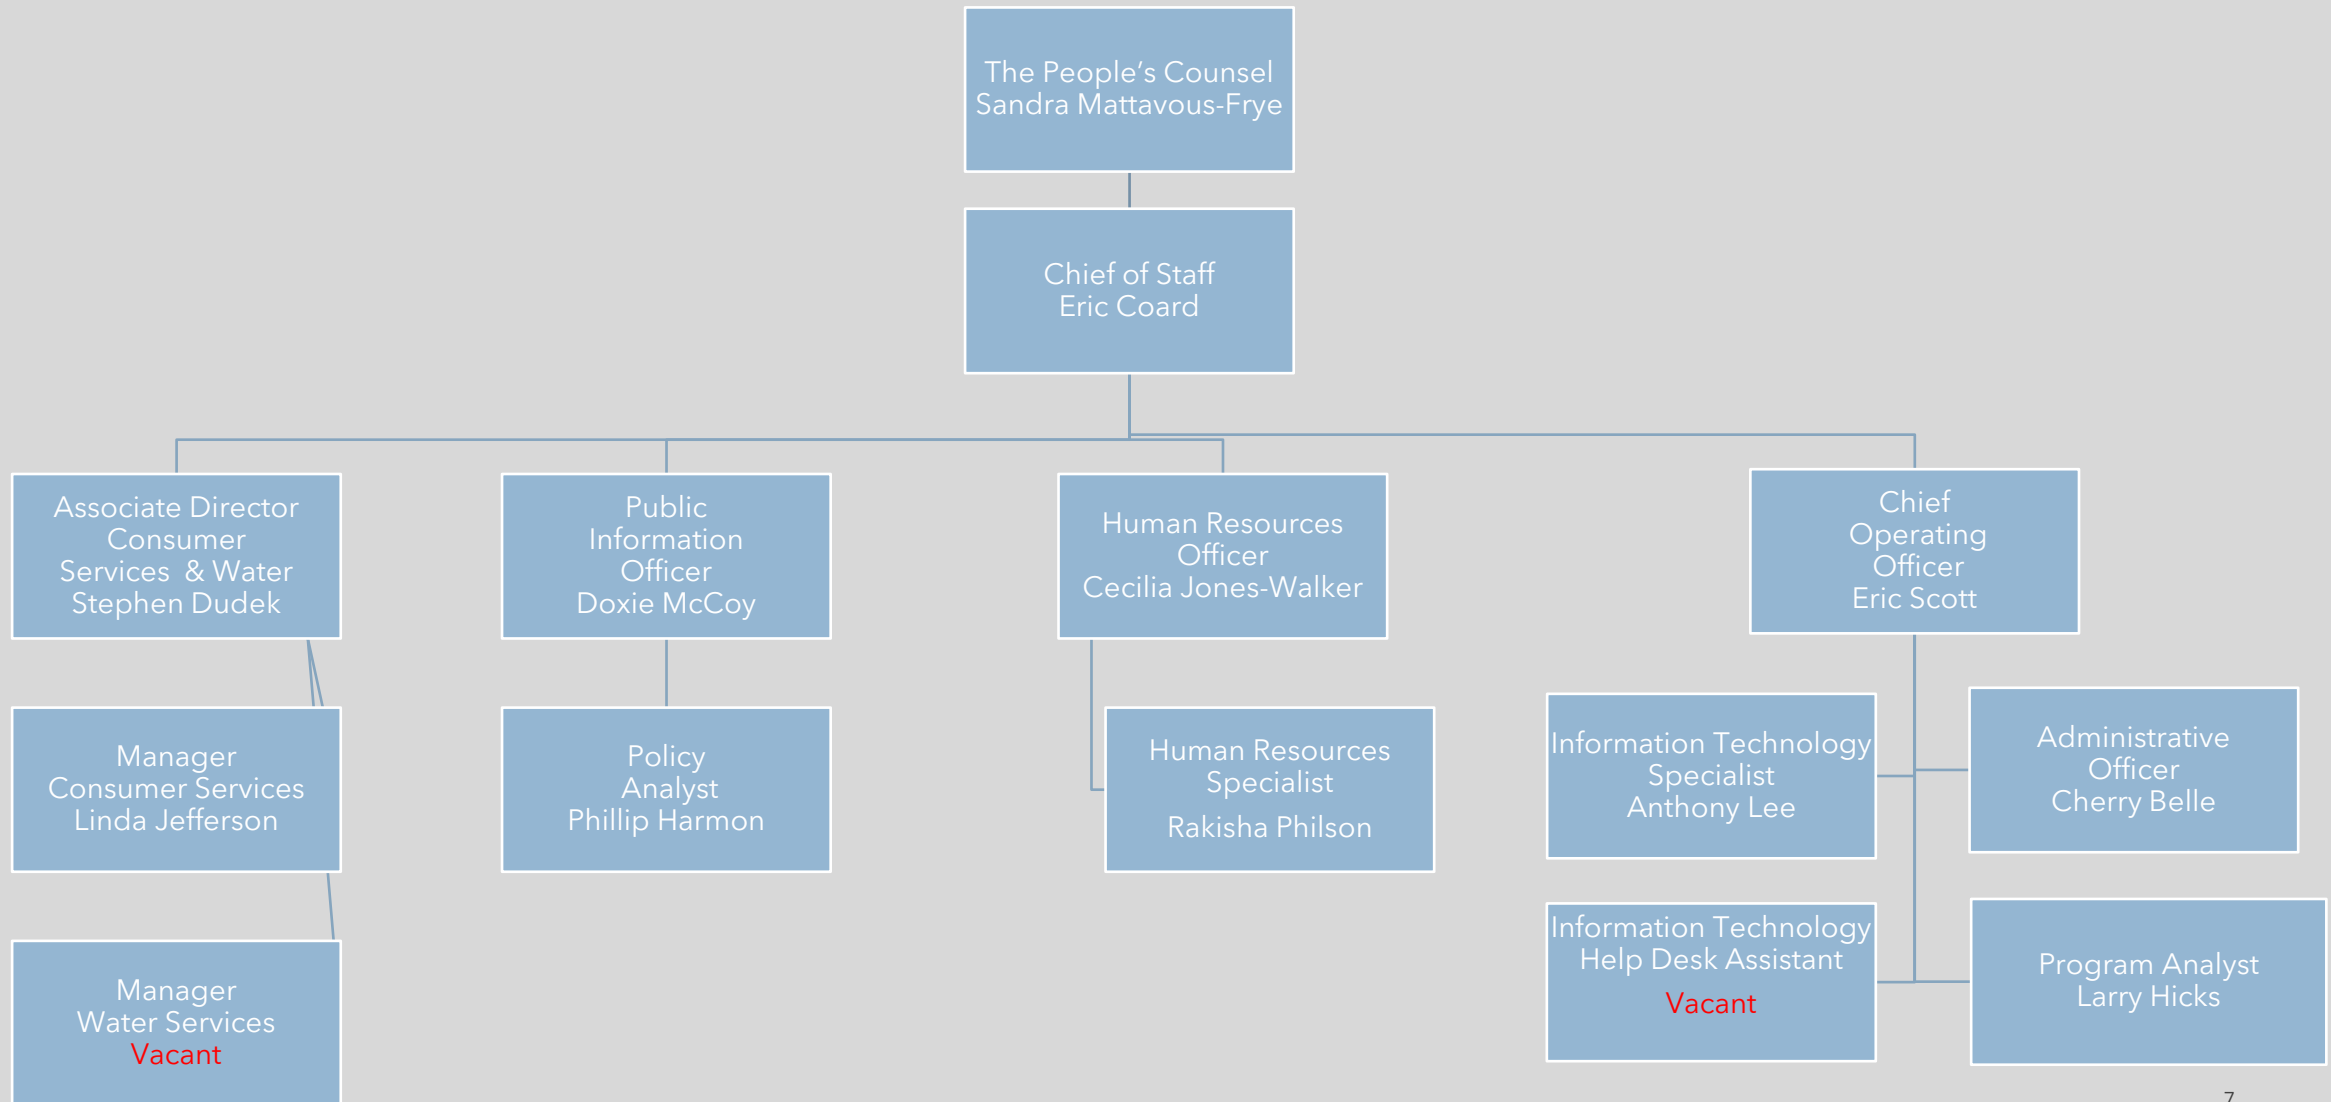 The People’s Counsel
Sandra Mattavous-Frye
Chief of Staff
Eric Coard
Associate Director
Consumer
Services & Water
Stephen Dudek
Public
Information
Officer
Doxie McCoy
Human Resources
Officer
Cecilia Jones-Walker
Chief
Operating
Officer
Eric Scott
Manager
Consumer Services
Linda Jefferson
Policy
Analyst
Phillip Harmon
Human Resources
Specialist
Rakisha Philson
Information Technology
Specialist
Anthony Lee
Administrative
Officer
Cherry Belle
Manager
Water Services
Vacant
Information Technology
Help Desk Assistant
Vacant
Program Analyst
Larry Hicks
7